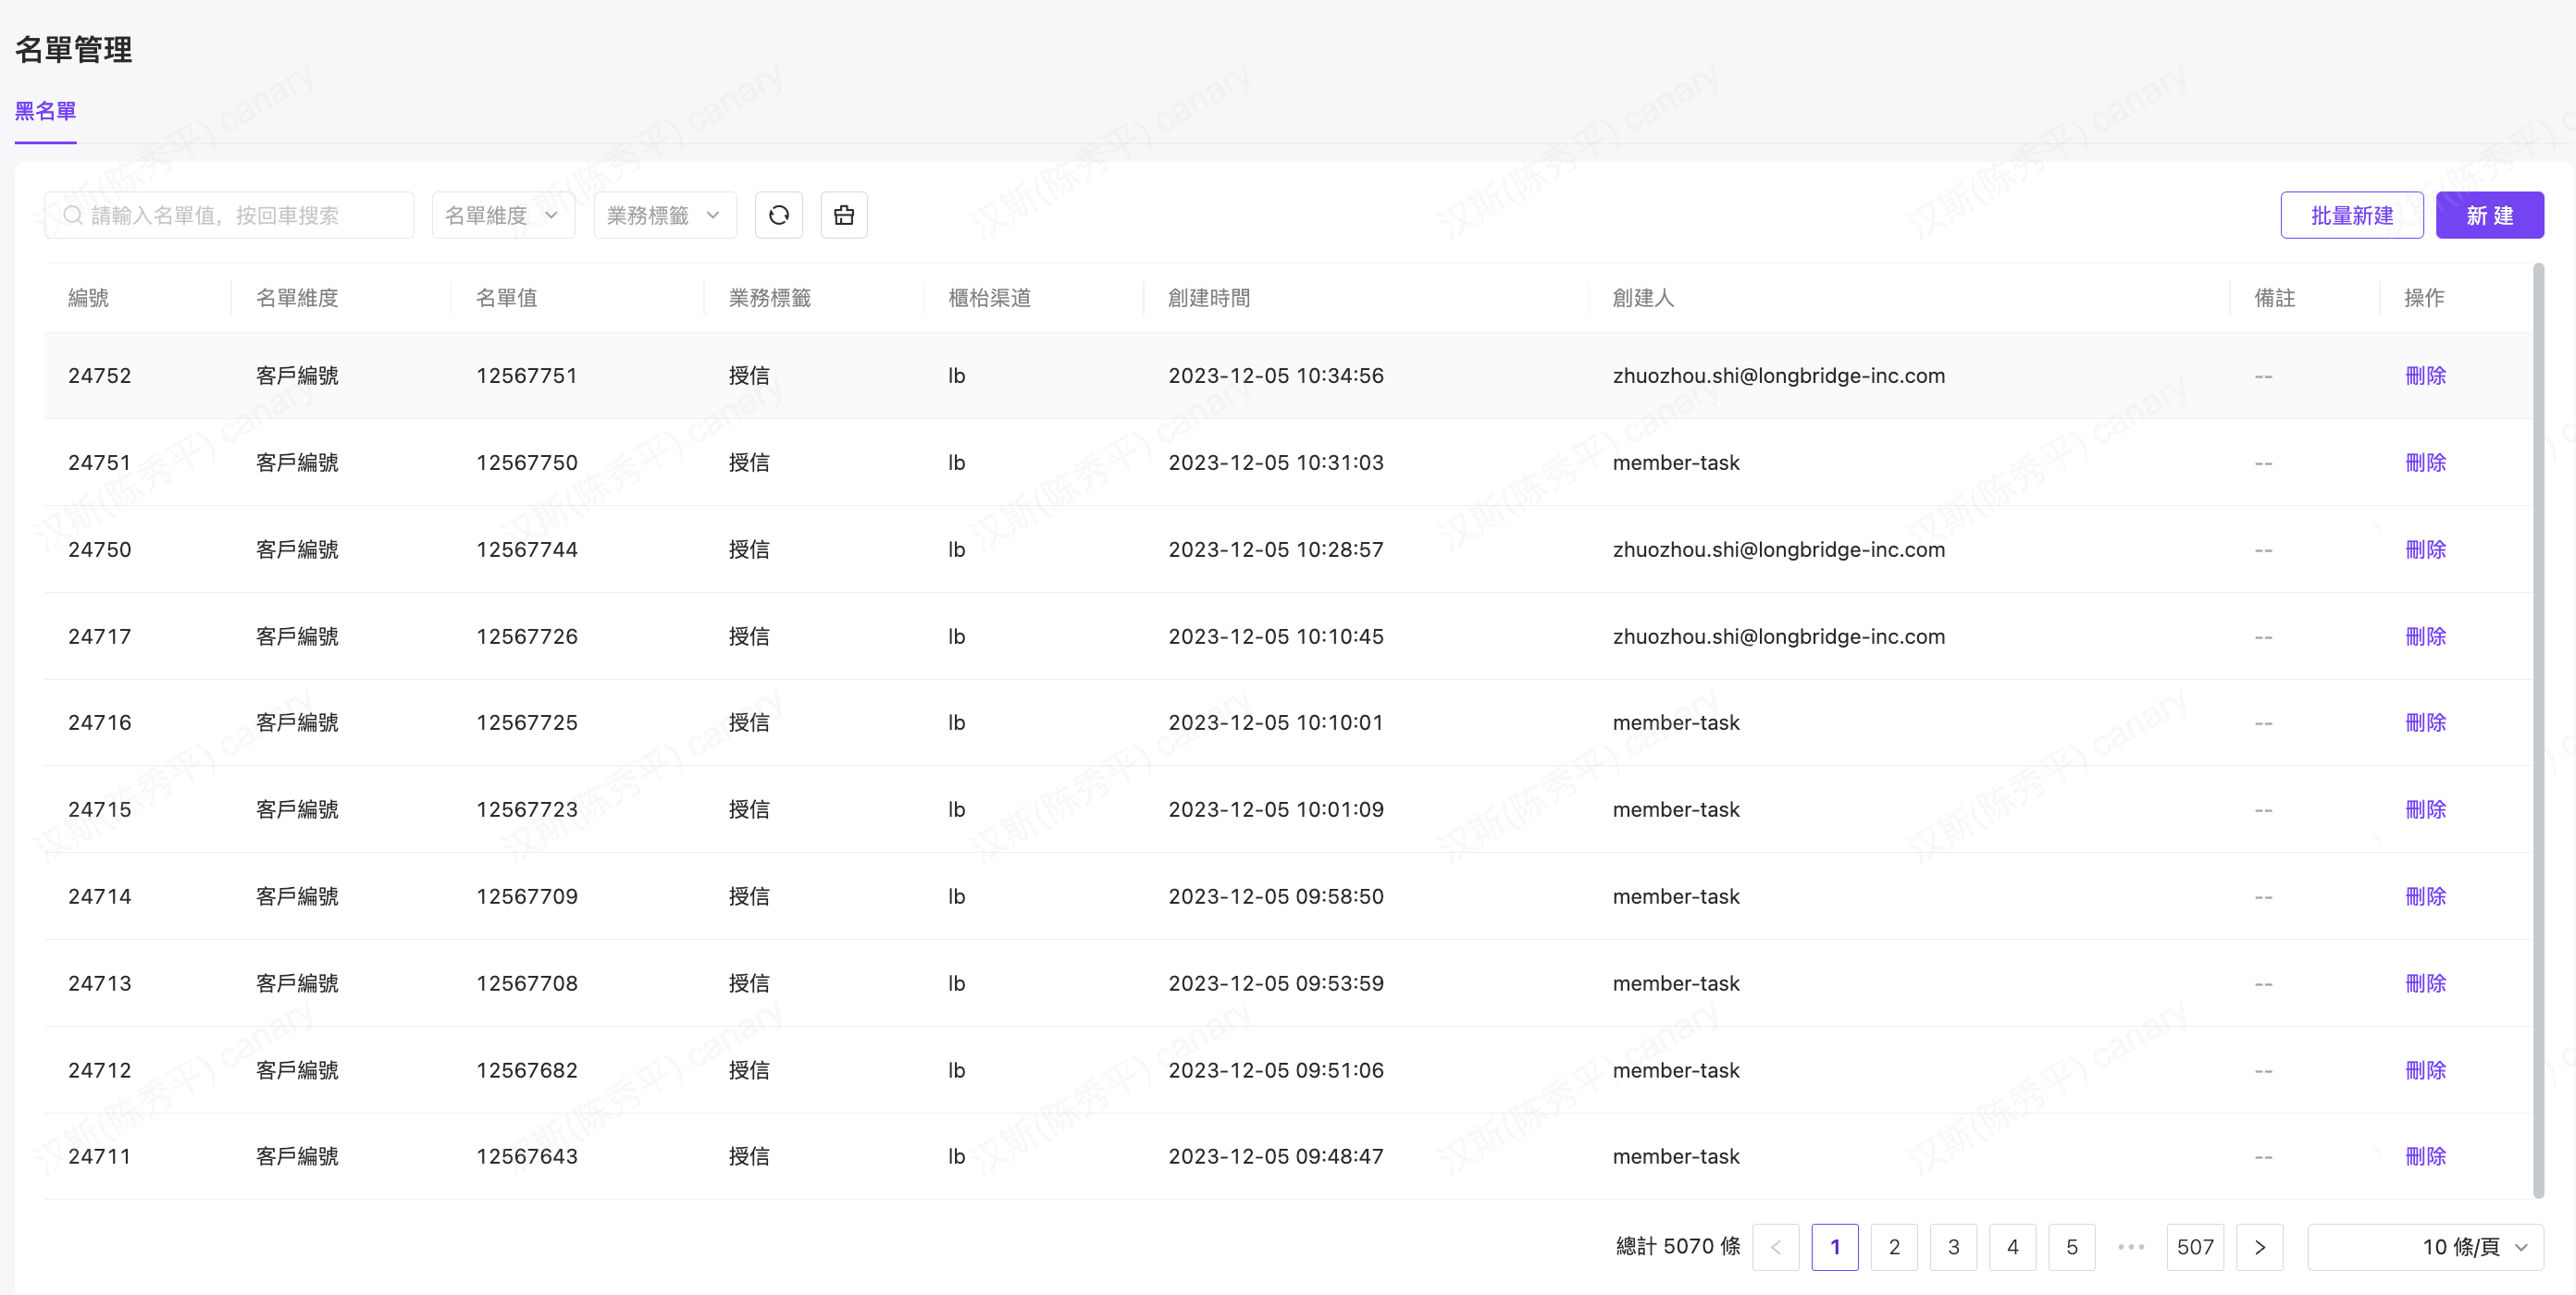 名單管理
黑名單
請輸入名單值，按回車搜索 名單維度 業務標籤 批量新建 新 建
編號 名單維度 名單值 業務標籤 櫃枱渠道 創建時間 創建人 備註 操作
24752 客戶編號 12567751 授信 lb 2023-12-05 10:34:56 zhuozhou.shi@longbridge-inc.com -- 刪除
24751 客戶編號 12567750 授信 lb 2023-12-05 10:31:03 member-task -- 刪除
24750 客戶編號 12567744 授信 lb 2023-12-05 10:28:57 zhuozhou.shi@longbridge-inc.com -- 刪除
24717 客戶編號 12567726 授信 lb 2023-12-05 10:10:45 zhuozhou.shi@longbridge-inc.com -- 刪除
24716 客戶編號 12567725 授信 lb 2023-12-05 10:10:01 member-task -- 刪除
24715 客戶編號 12567723 授信 lb 2023-12-05 10:01:09 member-task -- 刪除
24714 客戶編號 12567709 授信 lb 2023-12-05 09:58:50 member-task -- 刪除
24713 客戶編號 12567708 授信 lb 2023-12-05 09:53:59 member-task -- 刪除
24712 客戶編號 12567682 授信 lb 2023-12-05 09:51:06 member-task -- 刪除
24711 客戶編號 12567643 授信 lb 2023-12-05 09:48:47 member-task -- 刪除
總計 5070 條 < 1 2 3 4 5 ••• 507 > 10 條/頁
汉斯(陈秀平) canary